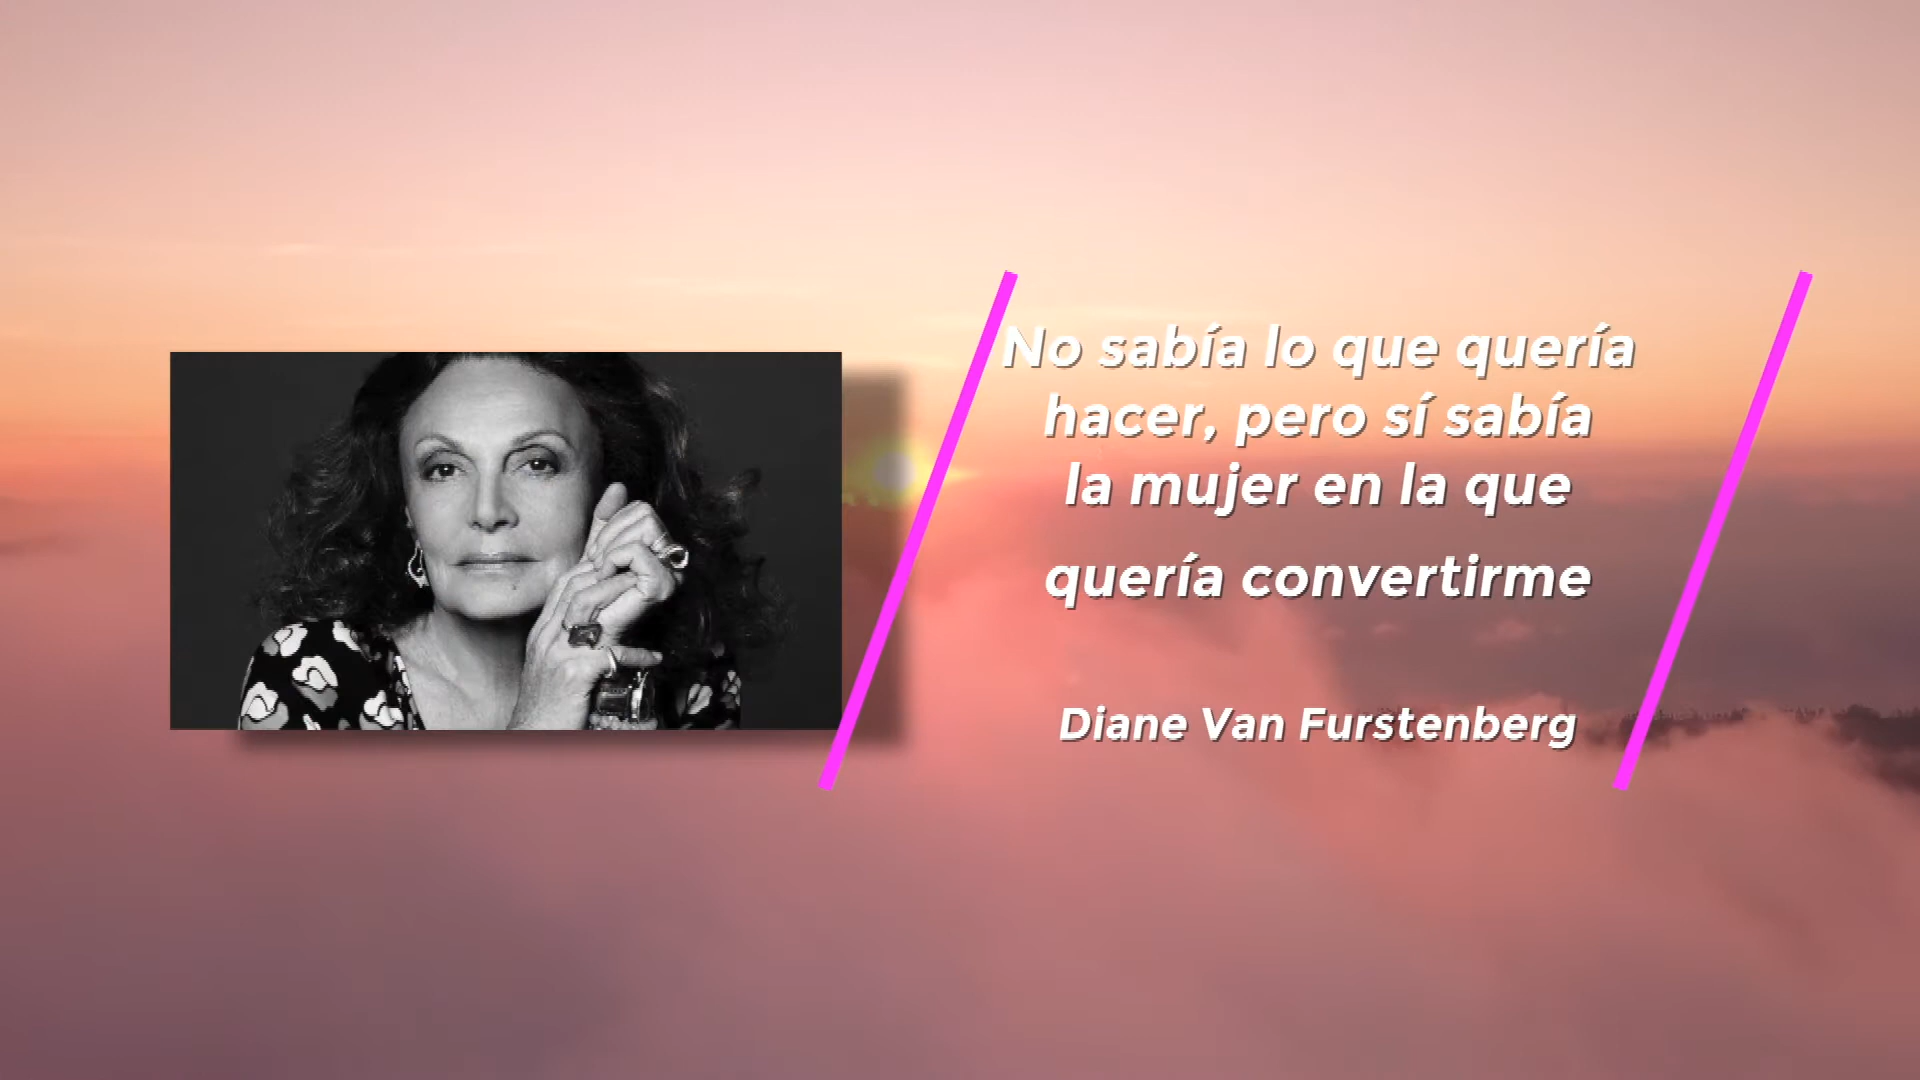 No sabía lo que quería
hacer, pero sí sabía
la mujer en la que
quería convertirme
Diane Van Furstenberg